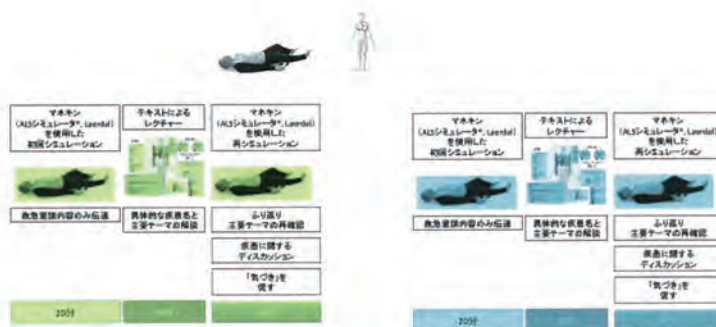 マネキン
(ALSシミュレータ®, Laerdal)
を使用した
初回シミュレーション
テキストによる
レクチャー
マネキン
(ALSシミュレータ®, Laerdal)
を使用した
再シミュレーション
救急要請内容のみ伝達
具体的な疾患名と
主要テーマの解説
ふり返り
主要テーマの再確認
疾患に関する
ディスカッション
「気づき」を
促す
20分
マネキン
(ALSシミュレータ®, Laerdal)
を使用した
初回シミュレーション
テキストによる
レクチャー
マネキン
(ALSシミュレータ®, Laerdal)
を使用した
再シミュレーション
救急要請内容のみ伝達
具体的な疾患名と
主要テーマの解説
ふり返り
主要テーマの再確認
疾患に関する
ディスカッション
「気づき」を
促す
20分